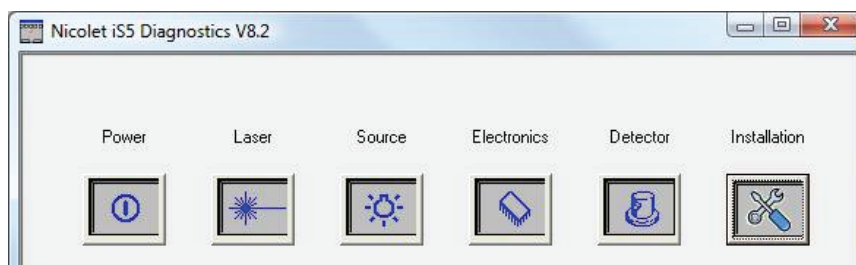 Nicolet iS5 Diagnostics V8.2
Power Laser Source Electronics Detector Installation